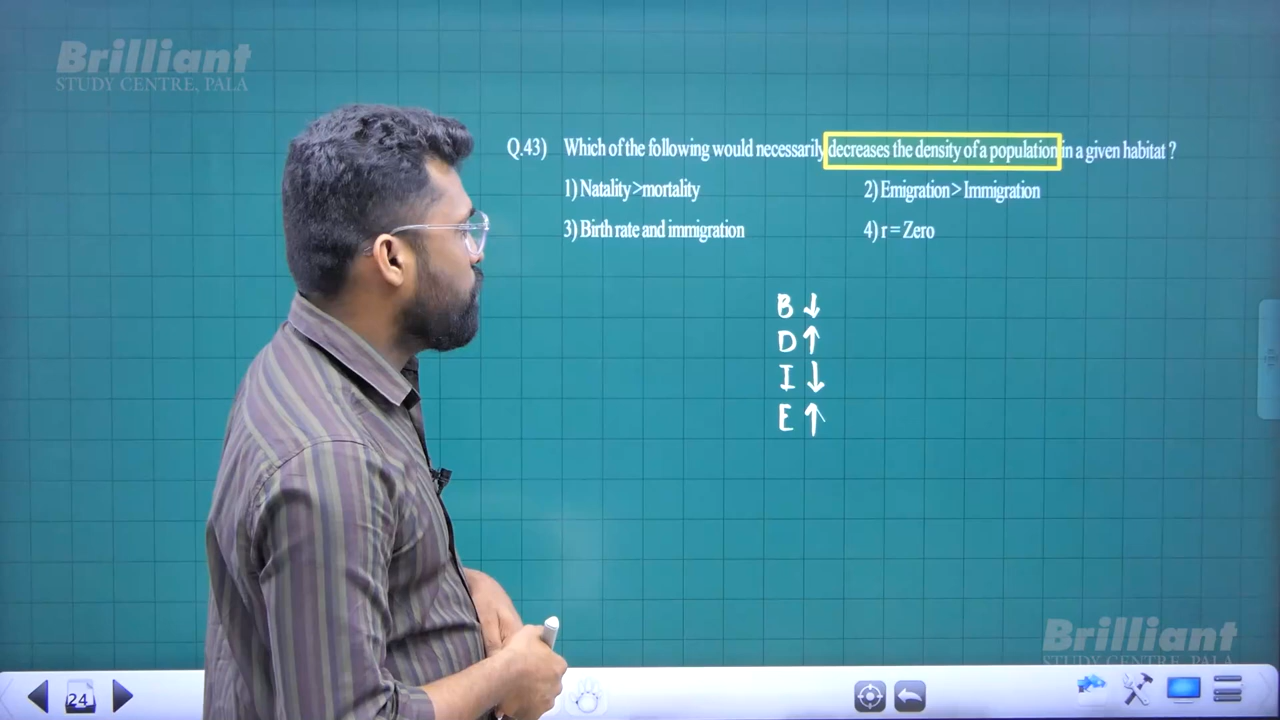 Brilliant
STUDY CENTRE, PALA
Q.43) Which of the following would necessarily decreases the density of a population in a given habitat ?
1) Natality>mortality 2) Emigration> Immigration
3) Birth rate and immigration 4) r = Zero
B ↓
D ↑
I ↓
E ↑
Brilliant
STUDY CENTRE, PALA
24